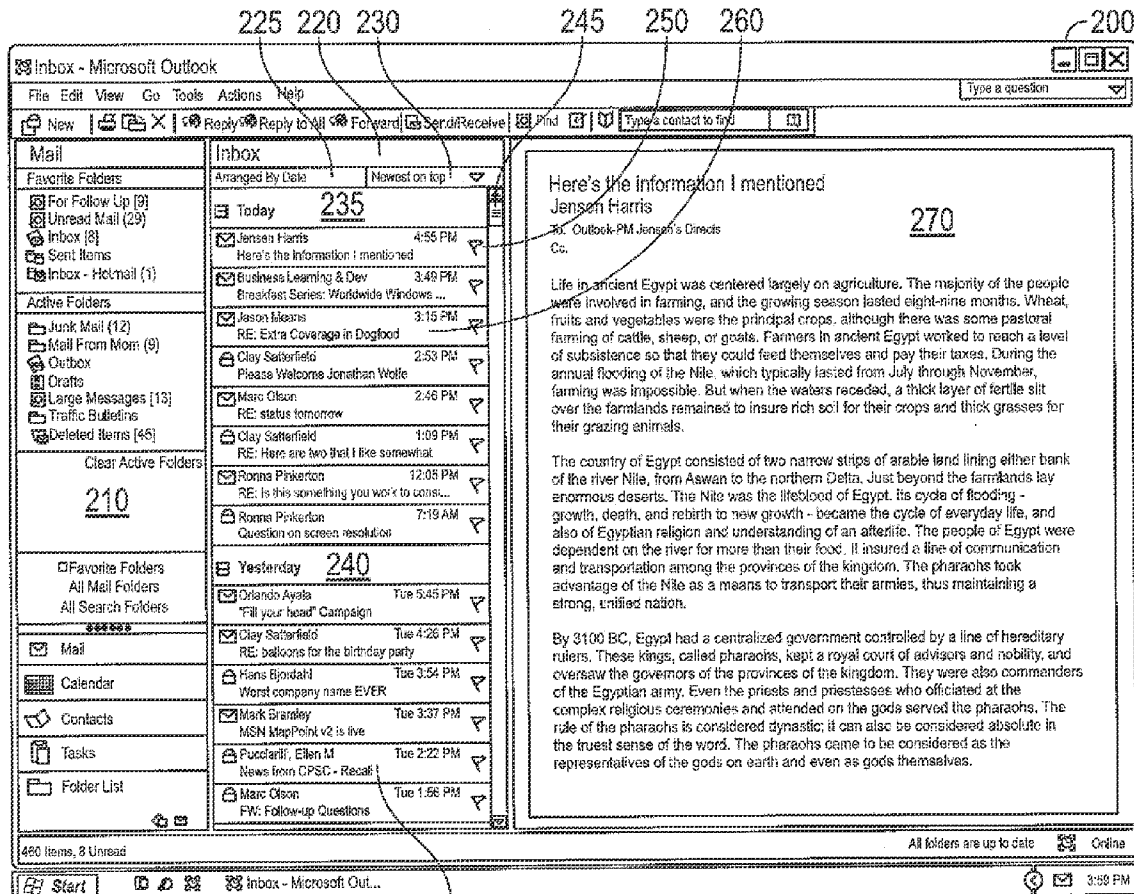 225 220 230 245 250 260 200
Inbox - Microsoft Outlook
File Edit View Go Tools Actions Help
Type a question
New Reply Reply to All Forward Send/Receive Find Type a contact to find
Mail
Favorite Folders
For Follow Up [9]
Unread Mail (29)
Inbox [8]
Sent Items
Inbox - Hotmail (1)
Active Folders
Junk Mail (12)
Mail From Mom (9)
Outbox
Drafts
Large Messages [13]
Traffic Bulletins
Deleted Items [45]
Clear Active Folders
210
Favorite Folders
All Mail Folders
All Search Folders
Mail
Calendar
Contacts
Tasks
Folder List
Inbox
Arranged By Date Newest on top
Today 235
Jensen Harris 4:55 PM
Here's the information I mentioned
Business Learning & Dev 3:49 PM
Breakfast Series: Worldwide Windows ...
Jason Means 3:15 PM
RE: Extra Coverage in Dogfood
Clay Satterfield 2:53 PM
Please Welcome Jonathan Wolfe
Marc Olson 2:46 PM
RE: status tomorrow
Clay Satterfield 1:09 PM
RE: Here are two that I like somewhat
Ronna Pinkerton 12:05 PM
RE: Is this something you work to consi...
Ronna Pinkerton 7:19 AM
Question on screen resolution
Yesterday 240
Orlando Ayala Tue 5:45 PM
"Fill your head" Campaign
Clay Satterfield Tue 4:26 PM
RE: balloons for the birthday party
Hans Bjordahl Tue 3:54 PM
Worst company name EVER
Mark Bramley Tue 3:37 PM
MSN MapPoint v2 is live
Pucciarilli, Ellen M Tue 2:22 PM
News from CPSC - Recall
Marc Olson Tue 1:56 PM
FW: Follow-up Questions
Here's the information I mentioned
Jensen Harris
270
To: Outlook-PM Jensen's Directs
Cc.
Life in ancient Egypt was centered largely on agriculture. The majority of the people
were involved in farming, and the growing season lasted eight-nine months. Wheat,
fruits and vegetables were the principal crops, although there was some pastoral
farming of cattle, sheep, or goats. Farmers in ancient Egypt worked to reach a level
of subsistence so that they could feed themselves and pay their taxes. During the
annual flooding of the Nile, which typically lasted from July through November,
farming was impossible. But when the waters receded, a thick layer of fertile silt
over the farmlands remained to insure rich soil for their crops and thick grasses for
their grazing animals.
The country of Egypt consisted of two narrow strips of arable land lining either bank
of the river Nile, from Aswan to the northern Delta. Just beyond the farmlands lay
enormous deserts. The Nile was the lifeblood of Egypt. Its cycle of flooding -
growth, death, and rebirth to new growth - became the cycle of everyday life, and
also of Egyptian religion and understanding of an afterlife. The people of Egypt were
dependent on the river for more than their food. It insured a line of communication
and transportation among the provinces of the kingdom. The pharaohs took
advantage of the Nile as a means to transport their armies, thus maintaining a
strong, unified nation.
By 3100 BC, Egypt had a centralized government controlled by a line of hereditary
rulers. These kings, called pharaohs, kept a royal court of advisors and nobility, and
oversaw the governors of the provinces of the kingdom. They were also commanders
of the Egyptian army. Even the priests and priestesses who officiated at the
complex religious ceremonies and attended on the gods served the pharaohs. The
rule of the pharaohs is considered dynastic; it can also be considered absolute in
the truest sense of the word. The pharaohs came to be considered as the
representatives of the gods on earth and even as gods themselves.
460 Items, 8 Unread
All folders are up to date Online
Start Inbox - Microsoft Out... 3:59 PM